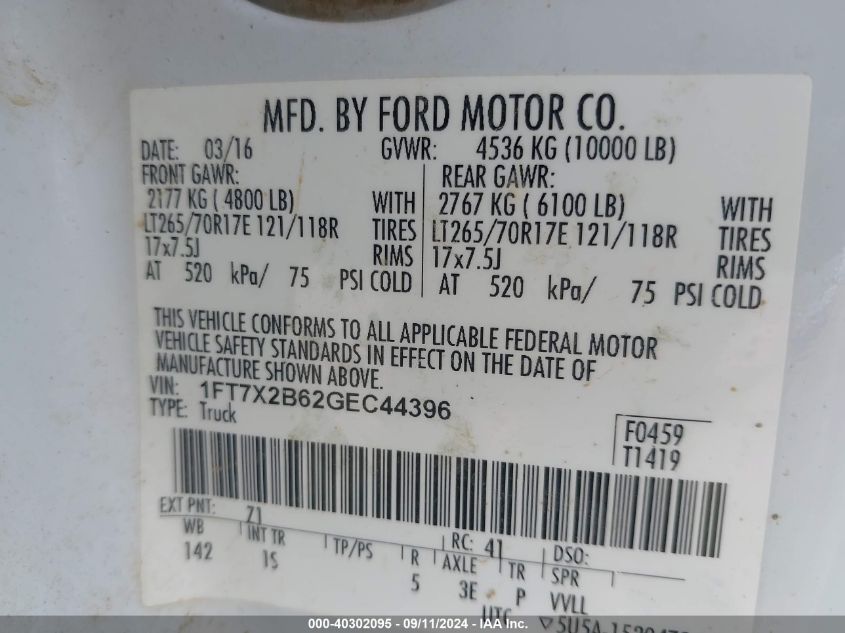 MFD. BY FORD MOTOR CO.
DATE: 03/16 GVWR: 4536 KG (10000 LB)
FRONT GAWR: REAR GAWR:
2177 KG ( 4800 LB) WITH 2767 KG ( 6100 LB) WITH
LT265/70R17E 121/118R TIRES LT265/70R17E 121/118R TIRES
17x7.5J RIMS 17x7.5J RIMS
AT 520 kPa/ 75 PSI COLD AT 520 kPa/ 75 PSI COLD
THIS VEHICLE CONFORMS TO ALL APPLICABLE FEDERAL MOTOR
VEHICLE SAFETY STANDARDS IN EFFECT ON THE DATE OF
MANUFACTURE SHOWN ABOVE.
VIN: 1FT7X2B62GEC44396
TYPE: Truck
F0459
T1419
EXT PNT: Z1 RC: 41 DSO:
WB INT TR TP/PS R AXLE TR SPR
142 IS 5 3E P VVLL
UTC
000-40302095 - 09/11/2024 - IAA Inc.